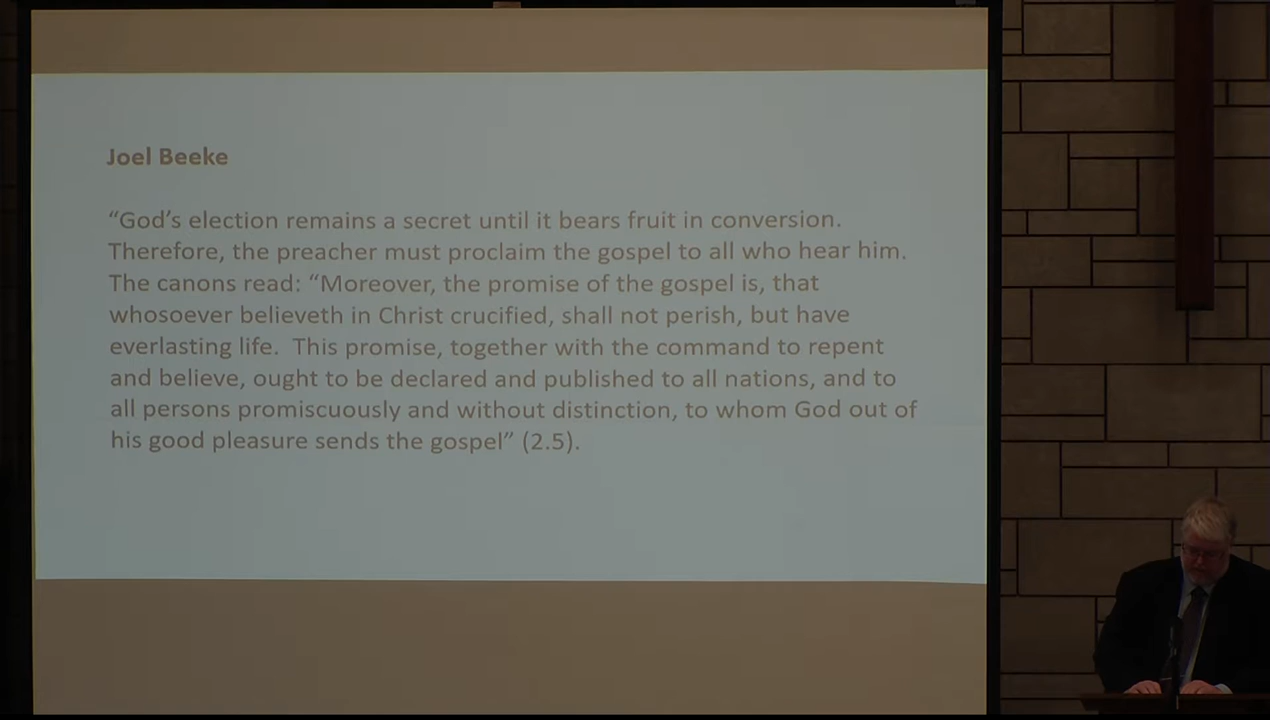 Joel Beeke
“God’s election remains a secret until it bears fruit in conversion.
Therefore, the preacher must proclaim the gospel to all who hear him.
The canons read: “Moreover, the promise of the gospel is, that
whosoever believeth in Christ crucified, shall not perish, but have
everlasting life.  This promise, together with the command to repent
and believe, ought to be declared and published to all nations, and to
all persons promiscuously and without distinction, to whom God out of
his good pleasure sends the gospel” (2.5).